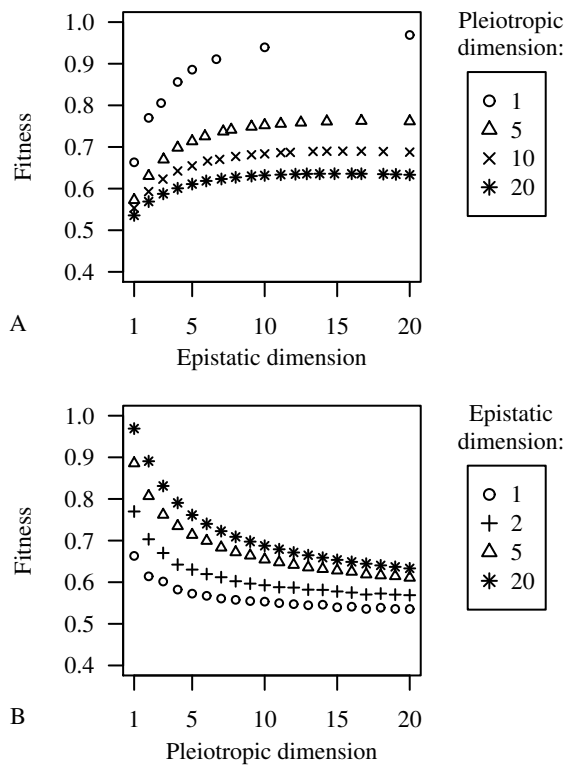 1.0
0.9
0.8
0.7
0.6
0.5
0.4
Fitness
1 5 10 15 20
Epistatic dimension
A
Pleiotropic
dimension:
1
5
10
20
1.0
0.9
0.8
0.7
0.6
0.5
0.4
Fitness
1 5 10 15 20
Pleiotropic dimension
B
Epistatic
dimension:
1
2
5
20